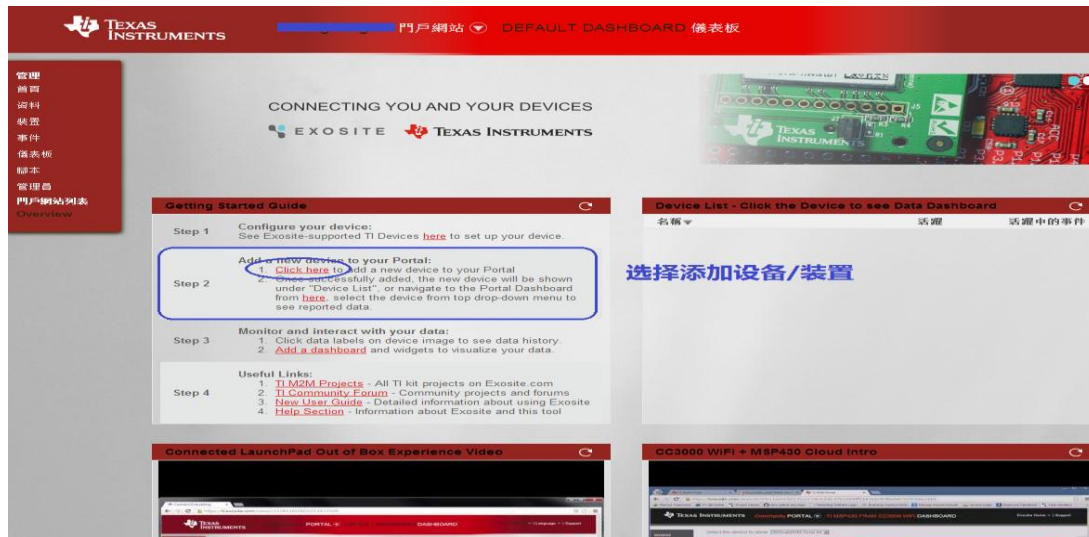 TEXAS INSTRUMENTS
門戶網站 DEFAULT DASHBOARD 儀表板
管理
首頁
資料
裝置
事件
儀表板
腳本
管理員
門戶網站列表
Overview
CONNECTING YOU AND YOUR DEVICES
EXOSITE TEXAS INSTRUMENTS
TEXAS INSTRUMENTS
Getting Started Guide
Step 1
Configure your device:
See Exosite-supported TI Devices here to set up your device.
Step 2
Add a new device to your Portal:
1. Click here to add a new device to your Portal
2. Once successfully added, the new device will be shown
under "Device List", or navigate to the Portal Dashboard
from here, select the device from top drop-down menu to
see reported data.
Step 3
Monitor and interact with your data:
1. Click data labels on device image to see data history.
2. Add a dashboard and widgets to visualize your data.
Step 4
Useful Links:
1. TI M2M Projects - All TI kit projects on Exosite.com
2. TI Community Forum - Community projects and forums
3. New User Guide - Detailed information about using Exosite
4. Help Section - Information about Exosite and this tool
Device List - Click the Device to see Data Dashboard
名稱 活躍 活躍中的事件
选择添加设备/装置
Connected LaunchPad Out of Box Experience Video
TEXAS INSTRUMENTS PORTAL DASHBOARD
CC3000 WiFi + MSP430 Cloud Intro
TEXAS INSTRUMENTS PORTAL DASHBOARD